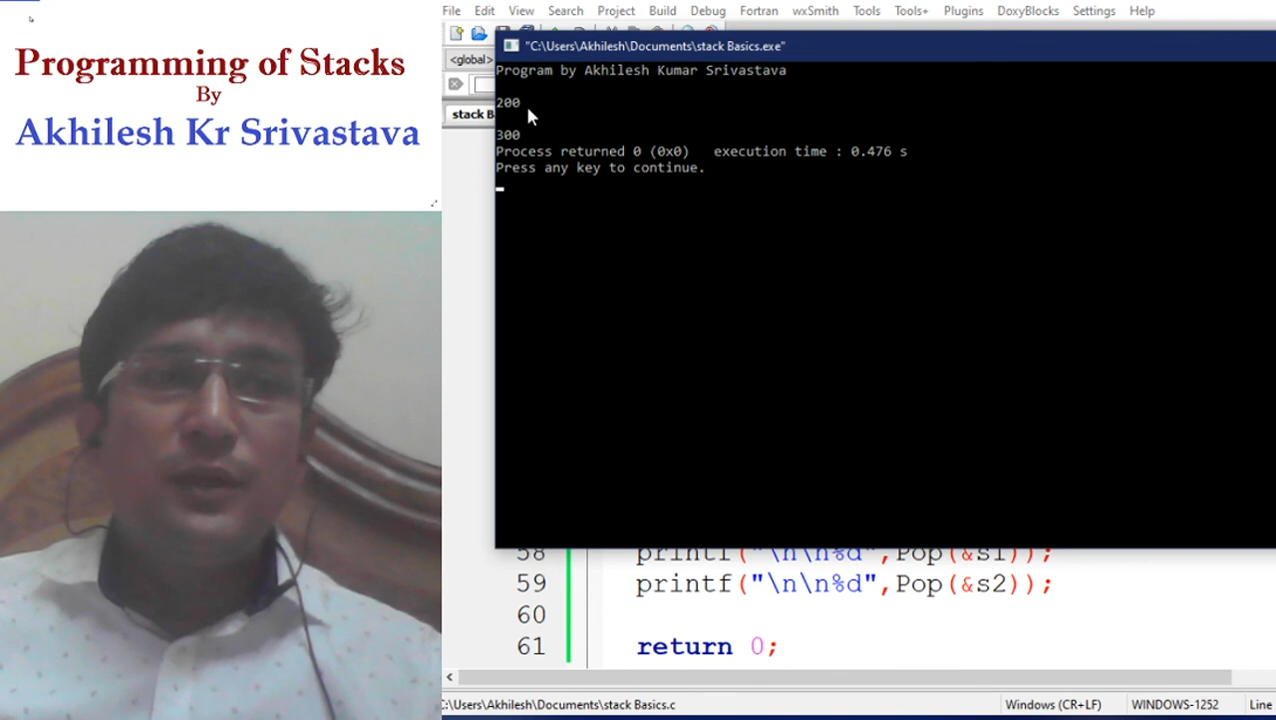 Programming of Stacks
By
Akhilesh Kr Srivastava
File Edit View Search Project Build Debug Fortran wxSmith Tools Tools+ Plugins DoxyBlocks Settings Help
<global>
stack B
"C:\Users\Akhilesh\Documents\stack Basics.exe"
Program by Akhilesh Kumar Srivastava
200
300
Process returned 0 (0x0)   execution time : 0.476 s
Press any key to continue.
58 printf("\n\n%d",Pop(&s1));
59 printf("\n\n%d",Pop(&s2));
60
61 return 0;
:\Users\Akhilesh\Documents\stack Basics.c Windows (CR+LF) WINDOWS-1252 Line